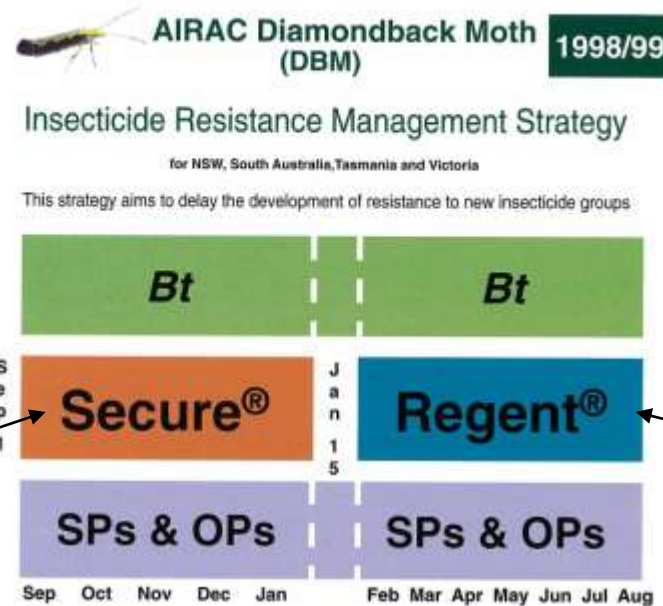 AIRAC Diamondback Moth
(DBM)
1998/99
Insecticide Resistance Management Strategy
for NSW, South Australia,Tasmania and Victoria
This strategy aims to delay the development of resistance to new insecticide groups
Bt
Bt
Secure®
Jan 15
Regent®
SPs & OPs
SPs & OPs
Sep Oct Nov Dec Jan Feb Mar Apr May Jun Jul Aug